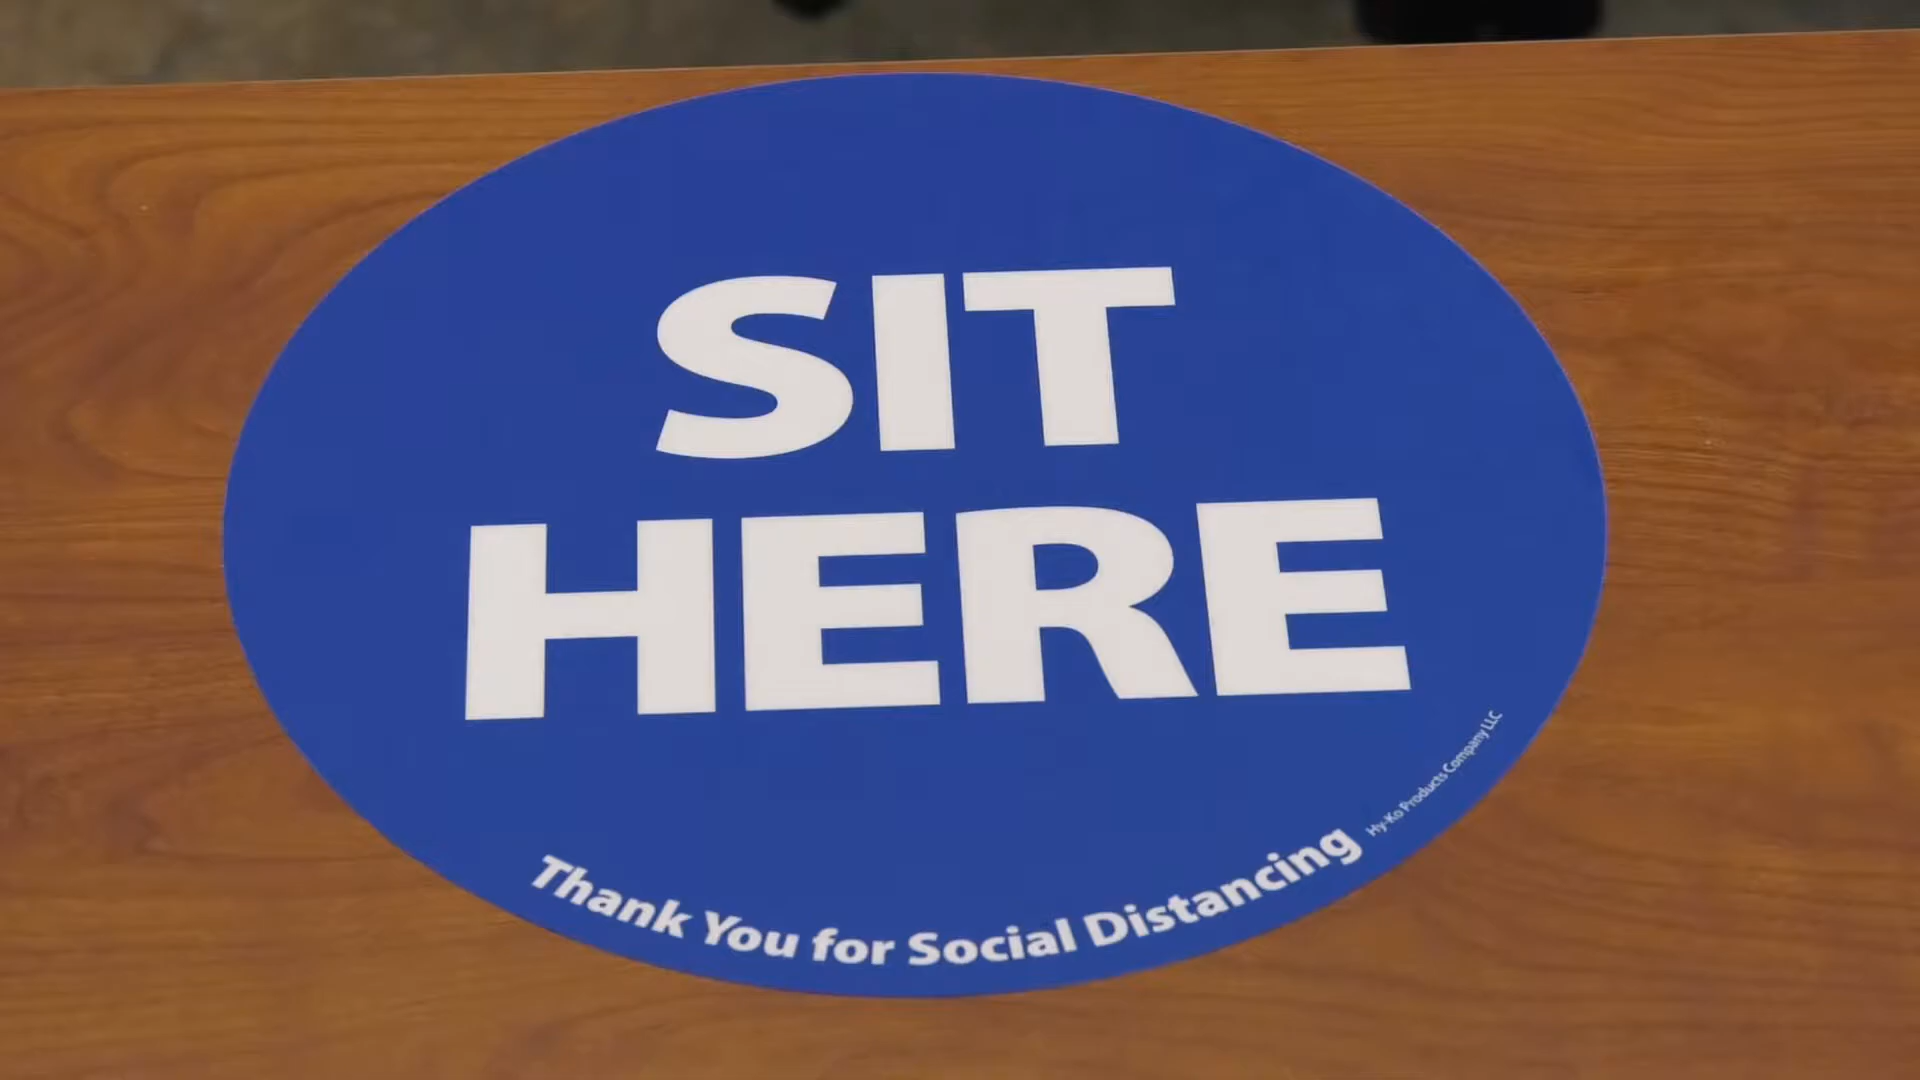 SIT
HERE
Thank You for Social Distancing
Hy-Ko Products Company LLC